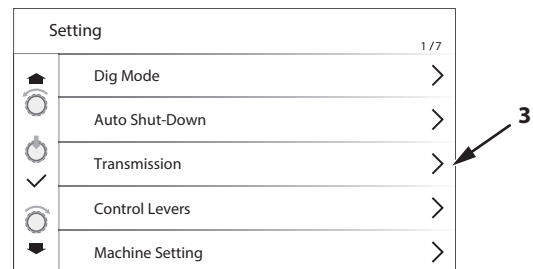 Setting
1/7
Dig Mode
Auto Shut-Down
3
Transmission
Control Levers
Machine Setting